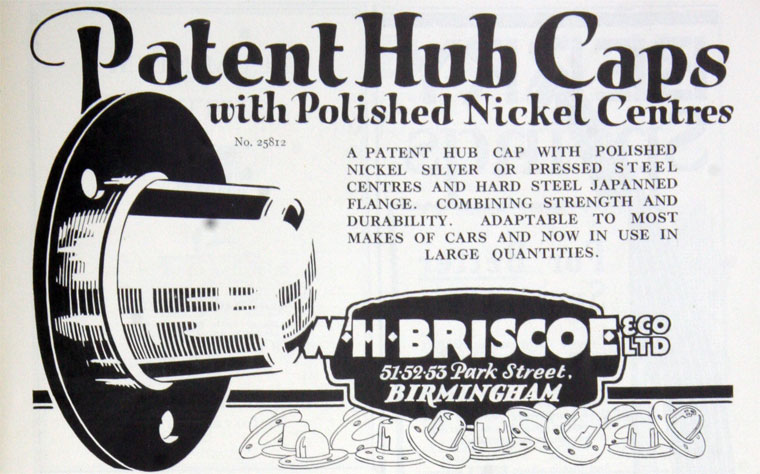 Patent Hub Caps
with Polished Nickel Centres
No. 25812
A PATENT HUB CAP WITH POLISHED
NICKEL SILVER OR PRESSED STEEL
CENTRES AND HARD STEEL JAPANNED
FLANGE. COMBINING STRENGTH AND
DURABILITY. ADAPTABLE TO MOST
MAKES OF CARS AND NOW IN USE IN
LARGE QUANTITIES.
W·H·BRISCOE &CO LTD
51·52·53 Park Street,
BIRMINGHAM